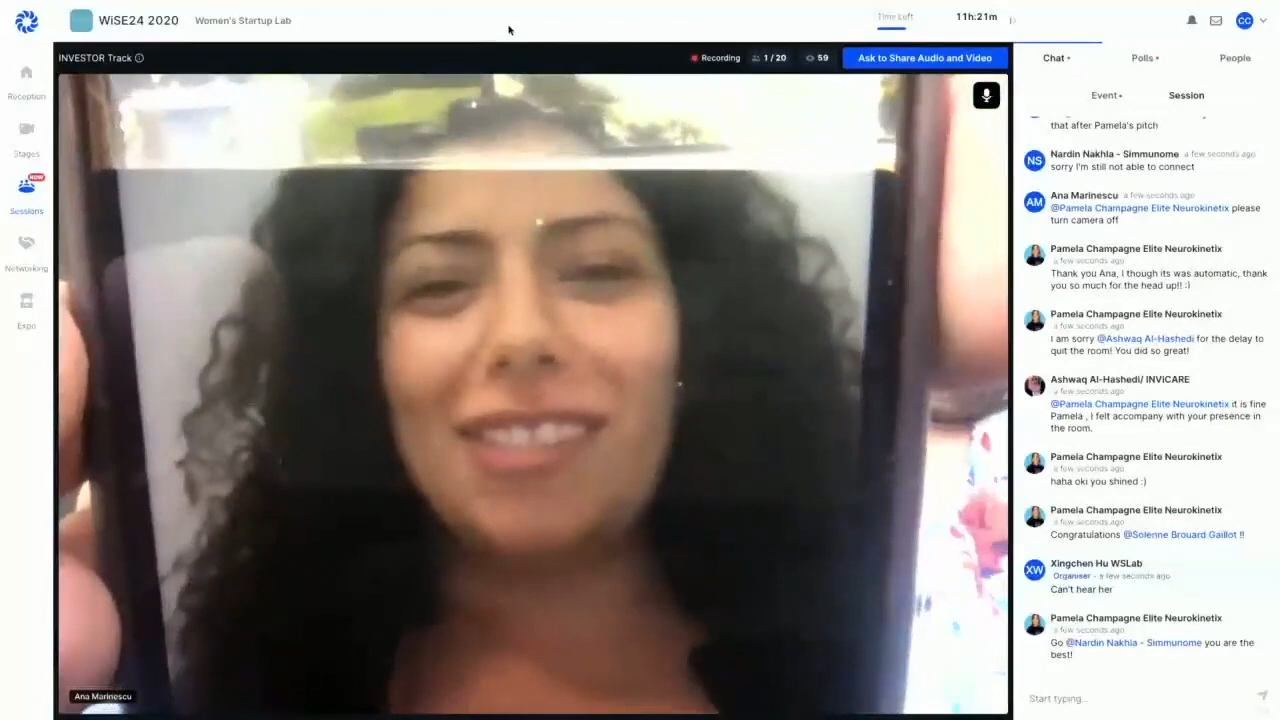 WiSE24 2020
Women's Startup Lab
Time Left
11h:21m
CC
INVESTOR Track
Recording
1 / 20
59
Ask to Share Audio and Video
Reception
Stages
NOW
Sessions
Networking
Expo
Ana Marinescu
Chat
Polls
People
Event
Session
that after Pamela's pitch
NS
Nardin Nakhla - Simmunome a few seconds ago
sorry I'm still not able to connect
AM
Ana Marinescu a few seconds ago
@Pamela Champagne Elite Neurokinetix please
turn camera off
Pamela Champagne Elite Neurokinetix
a few seconds ago
Thank you Ana, I though its was automatic, thank
you so much for the head up!! :)
Pamela Champagne Elite Neurokinetix
a few seconds ago
I am sorry @Ashwaq Al-Hashedi for the delay to
quit the room! You did so great!
Ashwaq Al-Hashedi/ INViCARE
a few seconds ago
@Pamela Champagne Elite Neurokinetix it is fine
Pamela , I felt accompany with your presence in
the room.
Pamela Champagne Elite Neurokinetix
a few seconds ago
haha oki you shined :)
Pamela Champagne Elite Neurokinetix
a few seconds ago
Congratulations @Solenne Brouard Gaillot !!
XW
Xingchen Hu WSLab
Organiser - a few seconds ago
Can't hear her
Pamela Champagne Elite Neurokinetix
a few seconds ago
Go @Nardin Nakhla - Simmunome you are the
best!
Start typing...